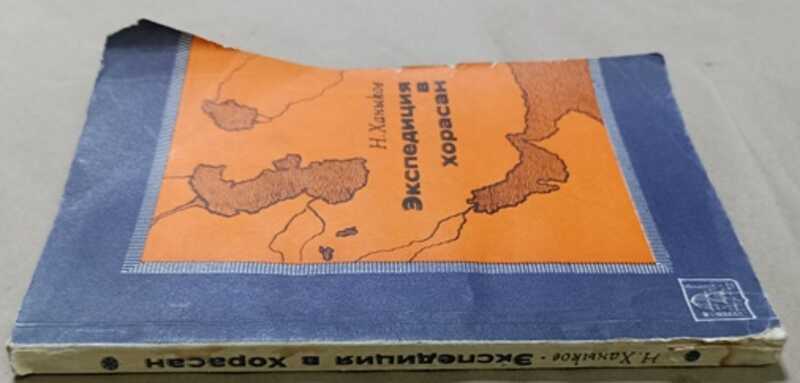 Н. Ханыков
Экспедиция
в
хорасан
Н. Ханыков · Экспедиция в Хорасан